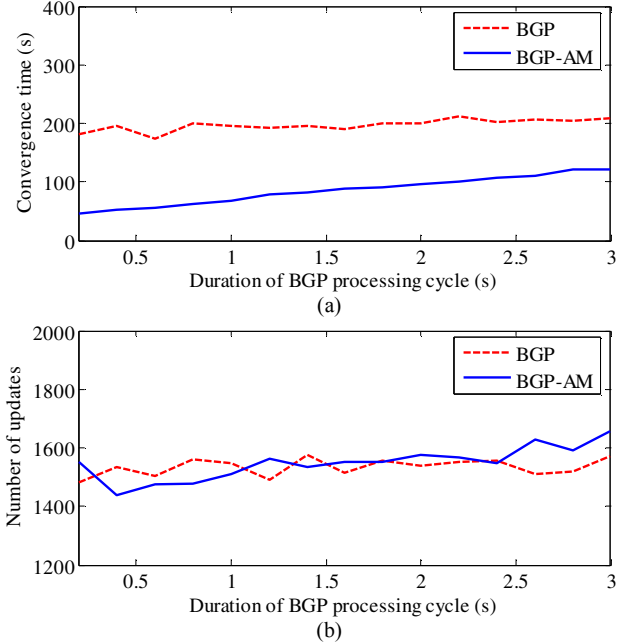 400
300
200
100
0
Convergence time (s)
BGP
BGP-AM
0.5 1 1.5 2 2.5 3
Duration of BGP processing cycle (s)
(a)
2000
1800
1600
1400
1200
Number of updates
BGP
BGP-AM
0.5 1 1.5 2 2.5 3
Duration of BGP processing cycle (s)
(b)